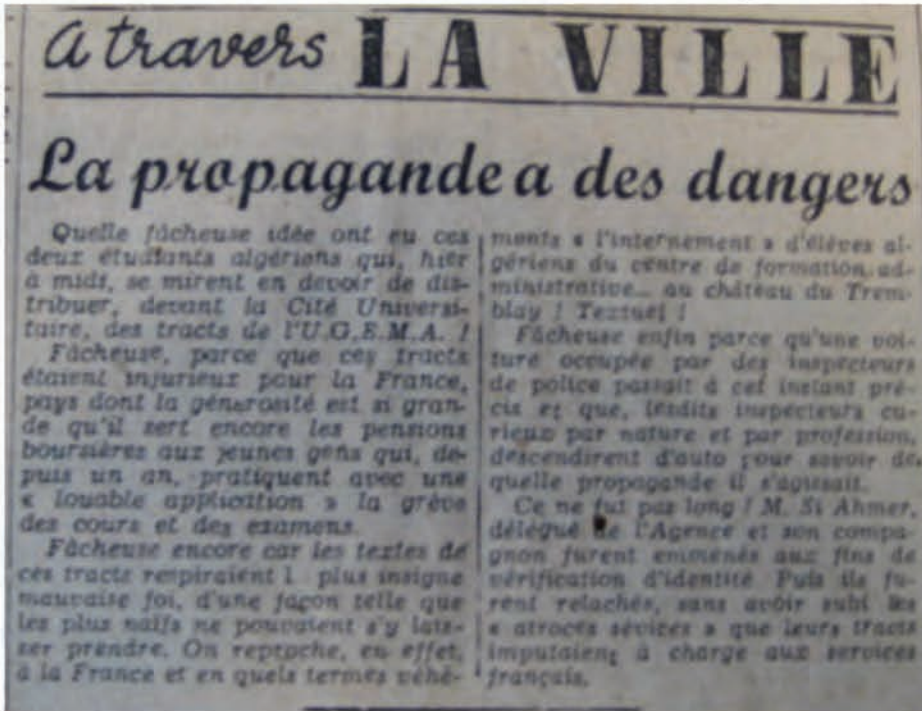 A travers LA VILLE
La propagande a des dangers
Quelle fâcheuse idée ont eu ces
deux étudiants algériens qui, hier
à midi, se mirent en devoir de dis-
tribuer, devant la Cité Universi-
taire, des tracts de l'U.G.E.M.A. !
Fâcheuse, parce que ces tracts
étaient injurieux pour la France,
pays dont la générosité est si gran-
de qu'il sert encore les pensions
boursières aux jeunes gens qui, de-
puis un an, pratiquent avec une
« louable application » la grève
des cours et des examens.
Fâcheuse encore car les textes de
ces tracts respiraient l plus insigne
mauvaise foi, d'une façon telle que
les plus naïfs ne pouvaient s'y lais-
ser prendre. On reproche, en effet,
à la France et en quels termes véhé-
ments « l'internement » d'élèves al-
gériens du centre de formation ad-
ministrative... au château du Trem-
blay ! Textuel !
Fâcheuse enfin parce qu'une voi-
ture occupée par des inspecteurs
de police passait à cet instant pré-
cis et que, lesdits inspecteurs cu-
rieux par nature et par profession,
descendirent d'auto pour savoir de
quelle propagande il s'agissait.
Ce ne fut pas long ! M. Si Ahmer,
délégué de l'Agence et son compa-
gnon furent emmenés aux fins de
vérification d'identité. Puis ils fu-
rent relachés, sans avoir subi les
« atroces sévices » que leurs tracts
imputaient à charge aux services
français.